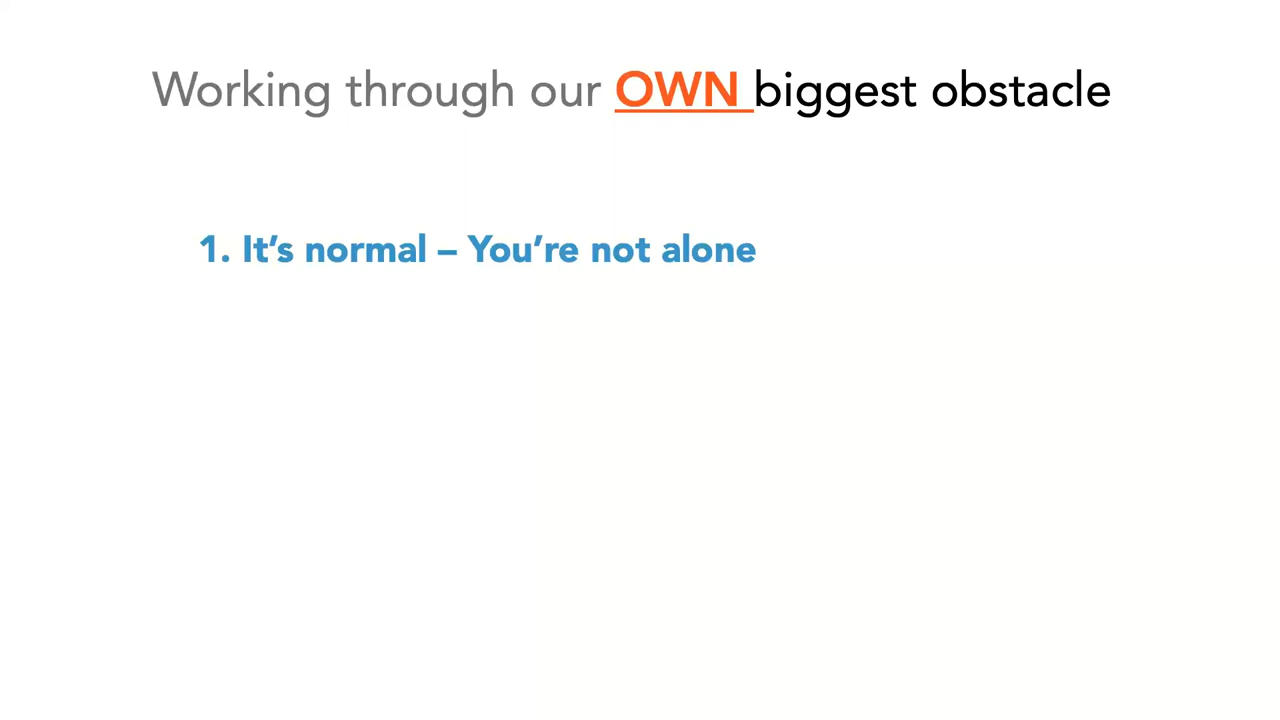 Working through our OWN biggest obstacle
1. It’s normal – You’re not alone